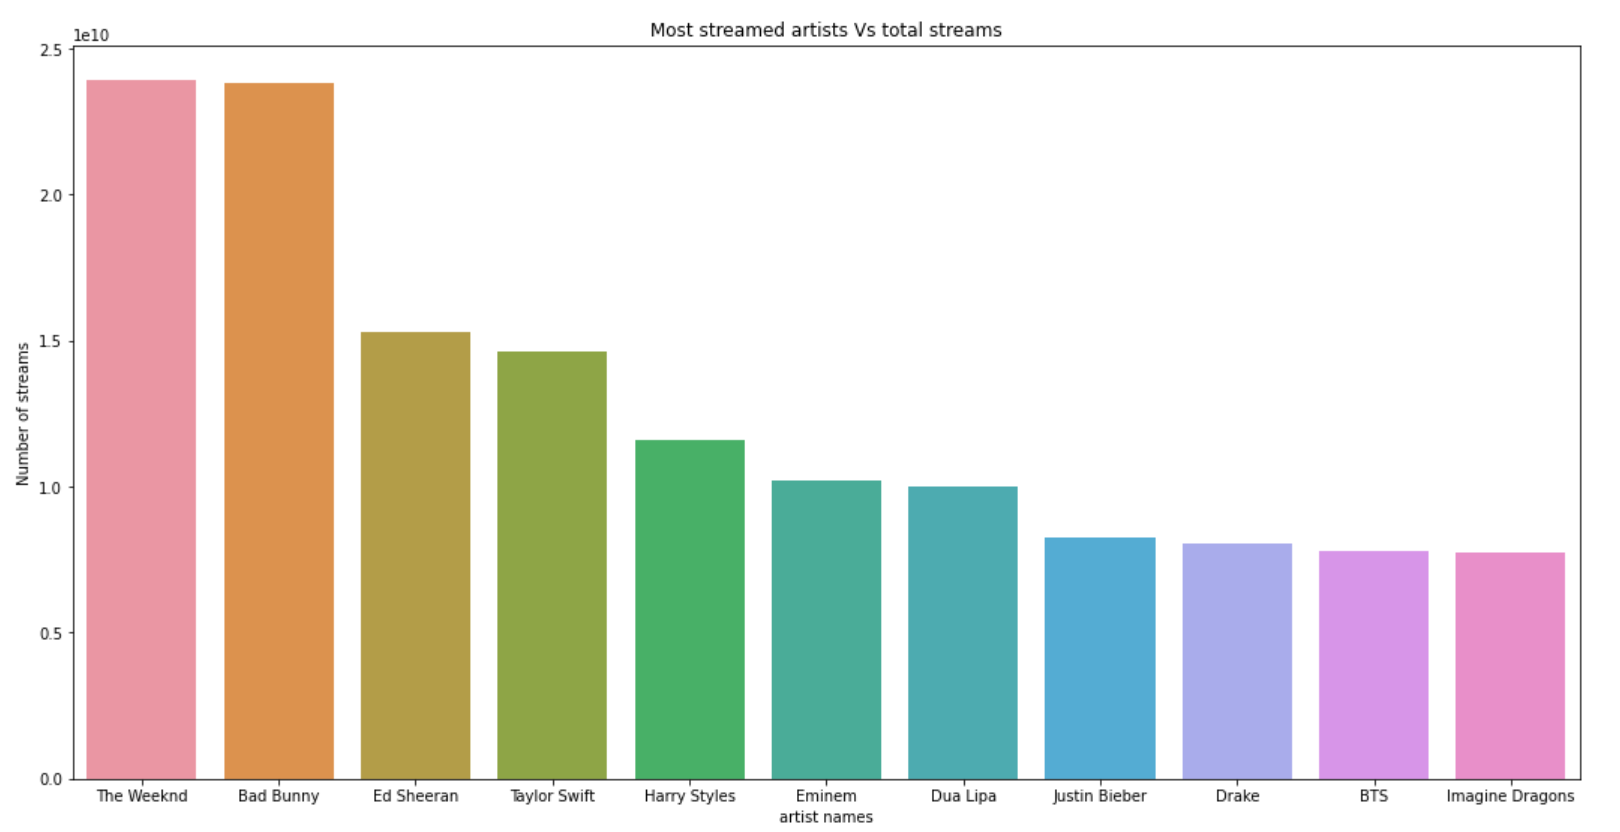 Most streamed artists Vs total streams
1e10
2.5
2.0
1.5
1.0
0.5
0.0
Number of streams
The Weeknd
Bad Bunny
Ed Sheeran
Taylor Swift
Harry Styles
Eminem
Dua Lipa
Justin Bieber
Drake
BTS
Imagine Dragons
artist names